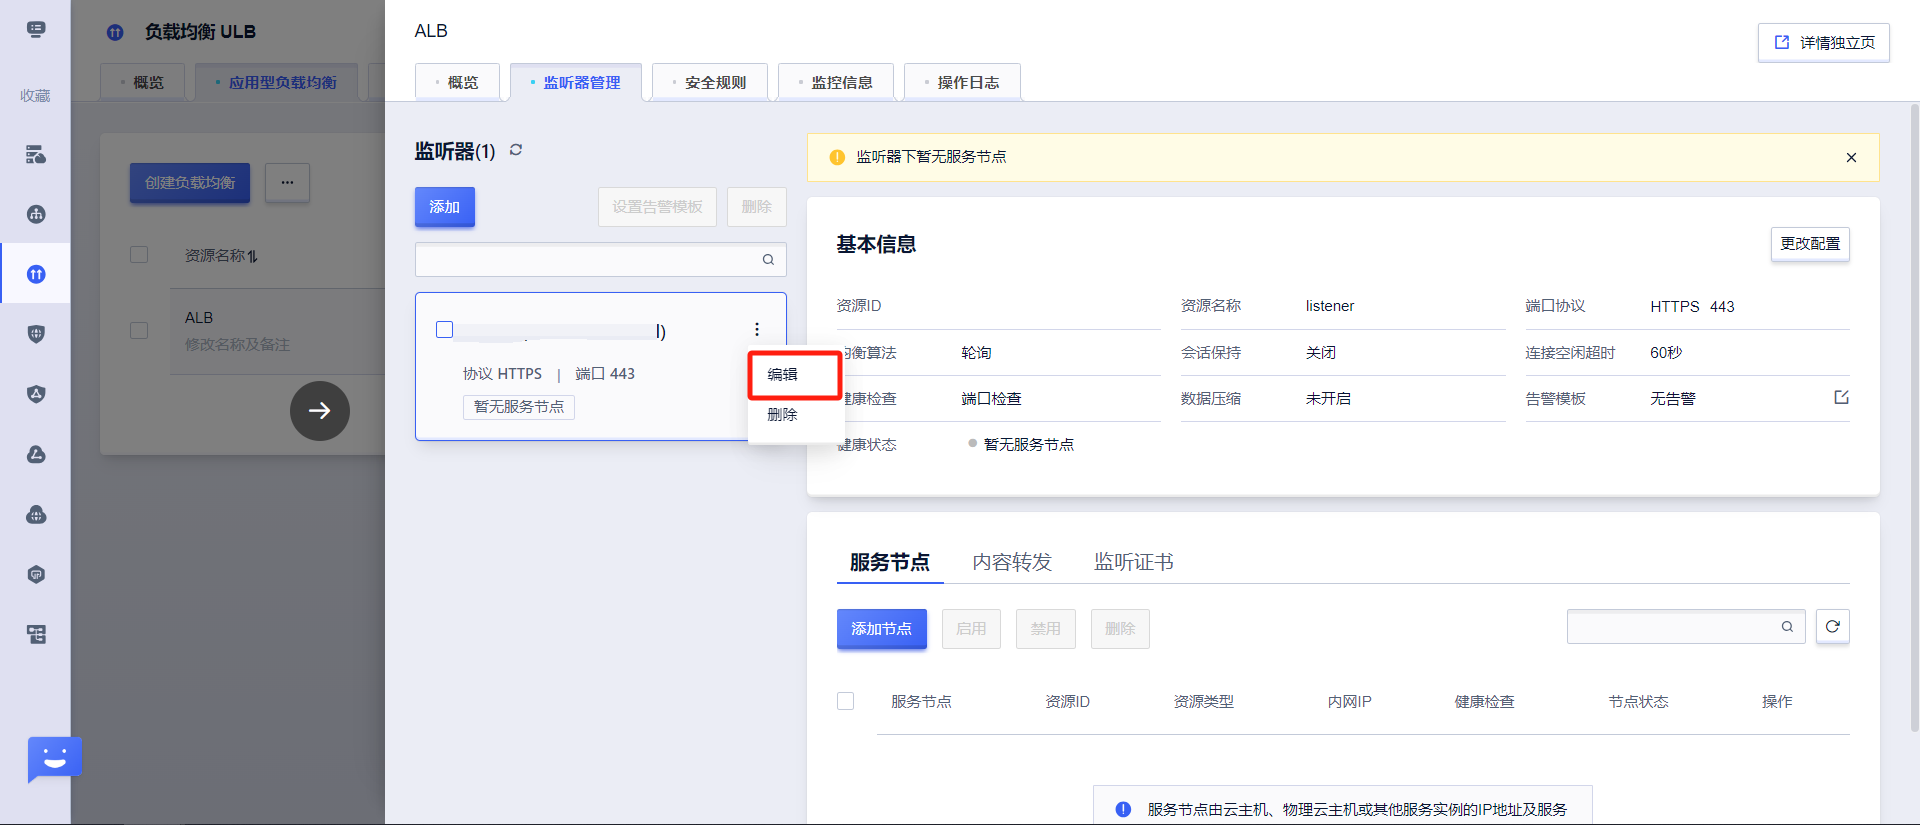 负载均衡 ULB
概览
应用型负载均衡
收藏
创建负载均衡
...
资源名称
ALB
修改名称及备注
ALB
详情独立页
概览
监听器管理
安全规则
监控信息
操作日志
监听器(1)
添加
设置告警模板
删除
l)
协议 HTTPS | 端口 443
暂无服务节点
编辑
删除
监听器下暂无服务节点
基本信息
更改配置
资源ID
资源名称 listener
端口协议 HTTPS 443
均衡算法 轮询
会话保持 关闭
连接空闲超时 60秒
健康检查 端口检查
数据压缩 未开启
告警模板 无告警
健康状态 暂无服务节点
服务节点
内容转发
监听证书
添加节点
启用
禁用
删除
服务节点 资源ID 资源类型 内网IP 健康检查 节点状态 操作
服务节点由云主机、物理云主机或其他服务实例的IP地址及服务